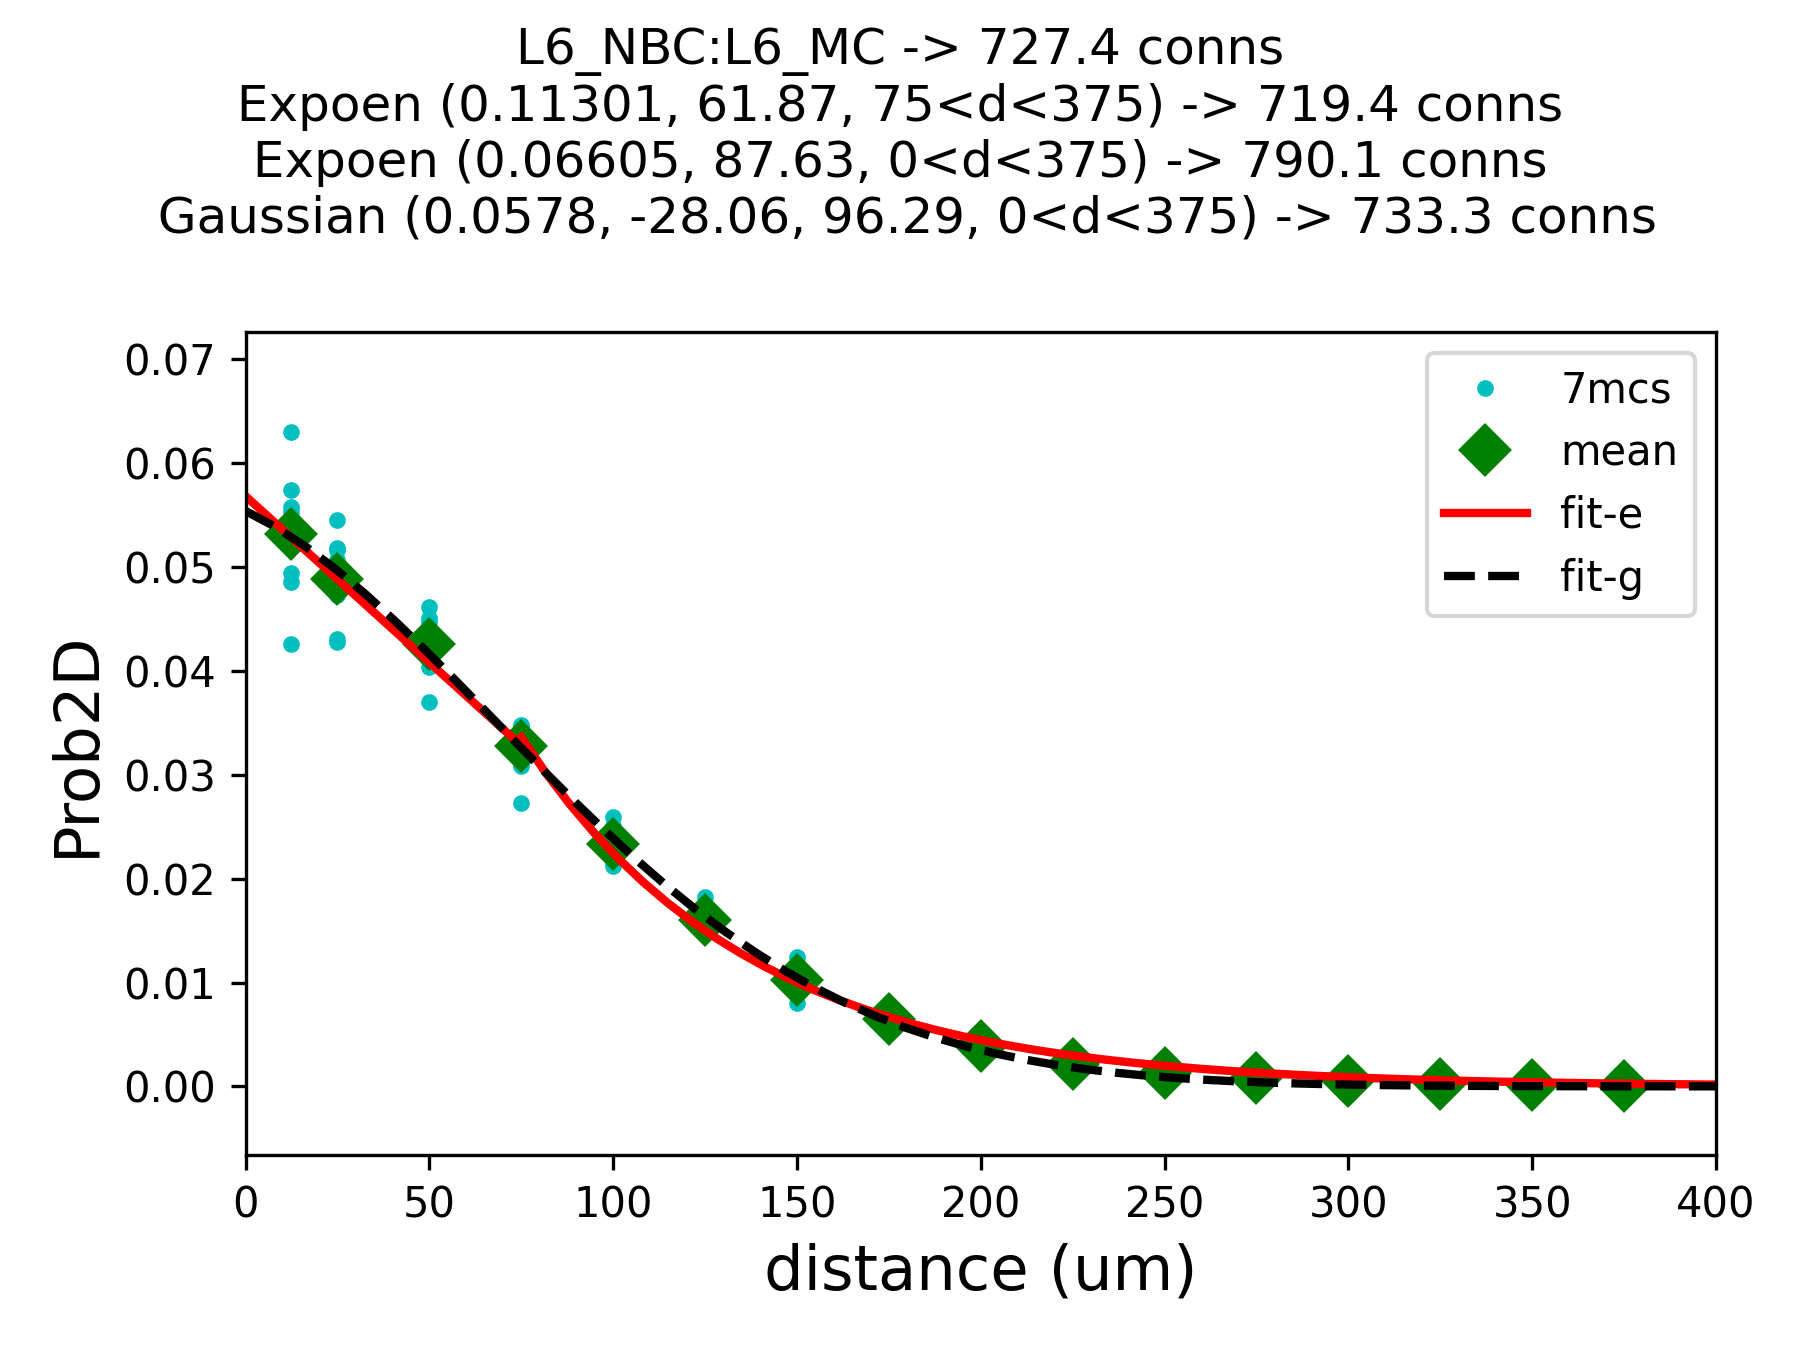 L6_NBC:L6_MC -> 727.4 conns
Expoen (0.11301, 61.87, 75<d<375) -> 719.4 conns
Expoen (0.06605, 87.63, 0<d<375) -> 790.1 conns
Gaussian (0.0578, -28.06, 96.29, 0<d<375) -> 733.3 conns
0.07
0.06
0.05
0.04
0.03
0.02
0.01
0.00
Prob2D
7mcs
mean
fit-e
fit-g
0 50 100 150 200 250 300 350 400
distance (um)